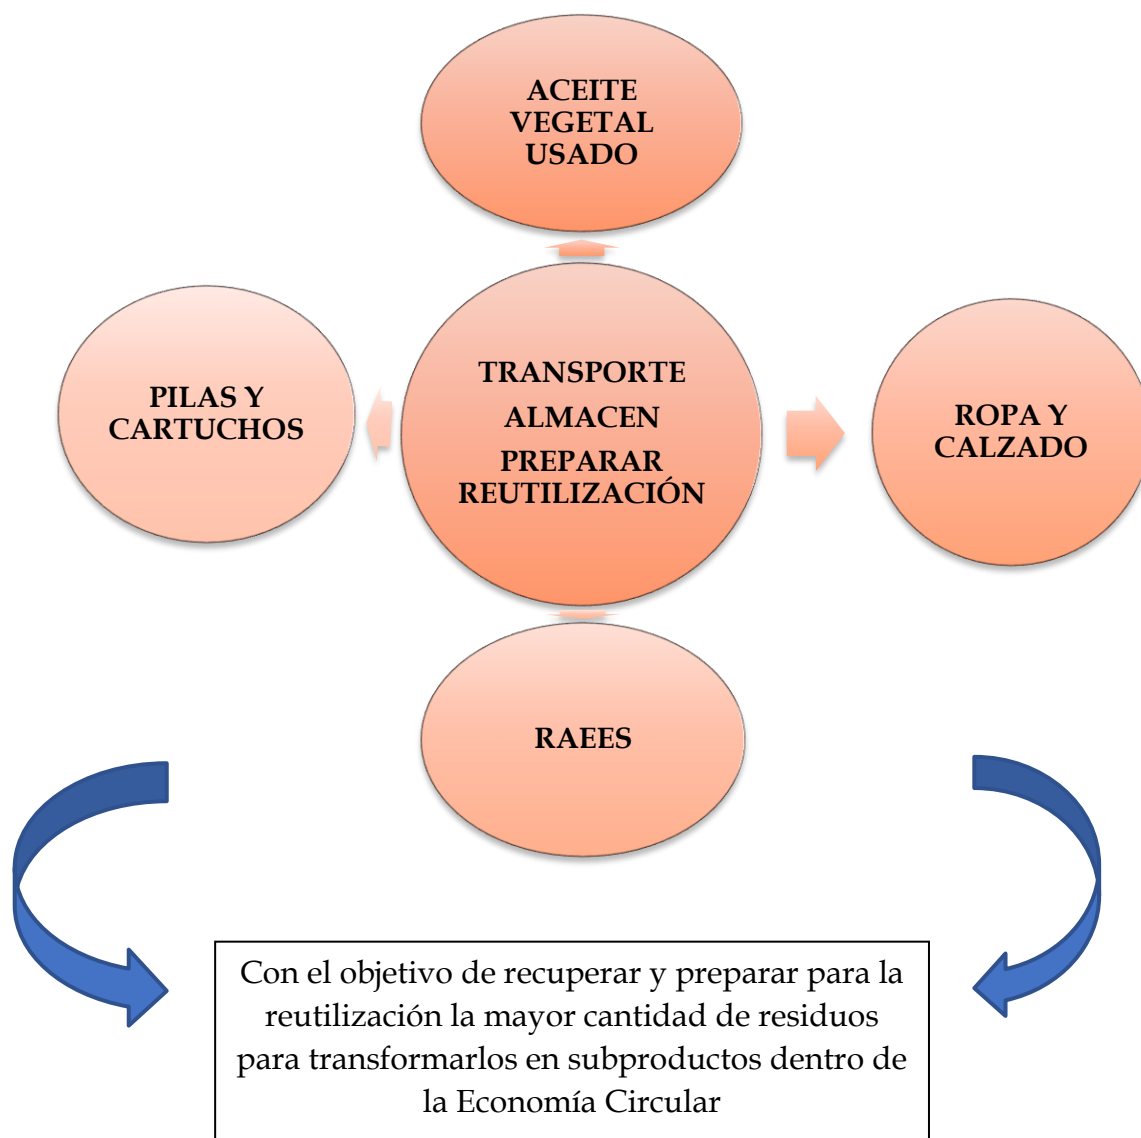 ACEITE
VEGETAL
USADO
PILAS Y
CARTUCHOS
TRANSPORTE
ALMACEN
PREPARAR
REUTILIZACIÓN
ROPA Y
CALZADO
RAEES
Con el objetivo de recuperar y preparar para la
reutilización la mayor cantidad de residuos
para transformarlos en subproductos dentro de
la Economía Circular